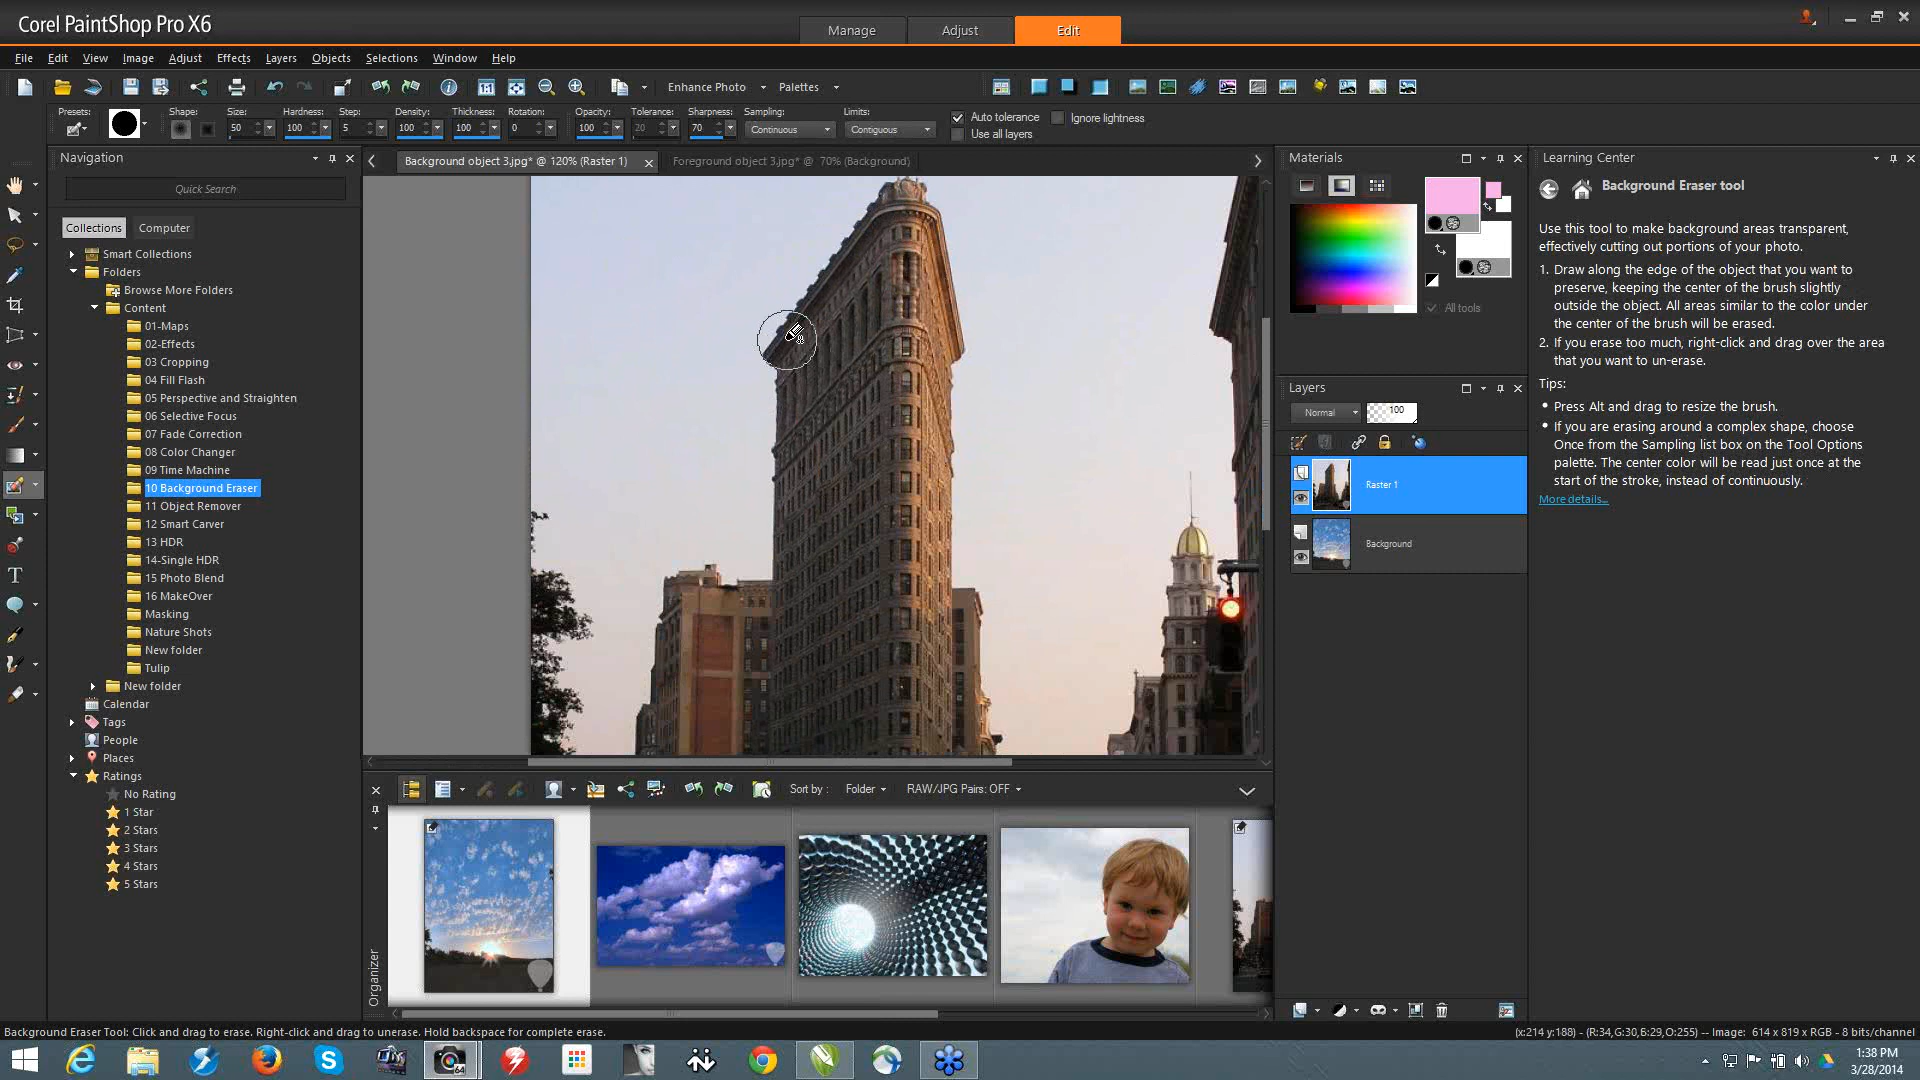 Corel PaintShop Pro X6
Manage
Adjust
Edit
File Edit View Image Adjust Effects Layers Objects Selections Window Help
Enhance Photo
Palettes
Presets:
Shape:
Size:
50
Hardness:
100
Step:
5
Density:
100
Thickness:
100
Rotation:
0
Opacity:
100
Tolerance:
20
Sharpness:
70
Sampling:
Continuous
Limits:
Contiguous
Auto tolerance
Ignore lightness
Use all layers
Navigation
Quick Search
Collections
Computer
Smart Collections
Folders
Browse More Folders
Content
01-Maps
02-Effects
03 Cropping
04 Fill Flash
05 Perspective and Straighten
06 Selective Focus
07 Fade Correction
08 Color Changer
09 Time Machine
10 Background Eraser
11 Object Remover
12 Smart Carver
13 HDR
14-Single HDR
15 Photo Blend
16 MakeOver
Masking
Nature Shots
New folder
Tulip
New folder
Calendar
Tags
People
Places
Ratings
No Rating
1 Star
2 Stars
3 Stars
4 Stars
5 Stars
Background object 3.jpg* @ 120% (Raster 1)
Foreground object 3.jpg* @ 70% (Background)
Materials
All tools
Layers
Normal
100
Raster 1
Background
Learning Center
Background Eraser tool
Use this tool to make background areas transparent,
effectively cutting out portions of your photo.
1. Draw along the edge of the object that you want to
preserve, keeping the center of the brush slightly
outside the object. All areas similar to the color under
the center of the brush will be erased.
2. If you erase too much, right-click and drag over the area
that you want to un-erase.
Tips:
• Press Alt and drag to resize the brush.
• If you are erasing around a complex shape, choose
Once from the Sampling list box on the Tool Options
palette. The center color will be read just once at the
start of the stroke, instead of continuously.
More details...
Organizer
Sort by :
Folder
RAW/JPG Pairs: OFF
Background Eraser Tool: Click and drag to erase. Right-click and drag to unerase. Hold backspace for complete erase.
(x:214 y:188) - (R:34,G:30,B:29,O:255) -- Image: 614 x 819 x RGB - 8 bits/channel
64
1:38 PM
3/28/2014